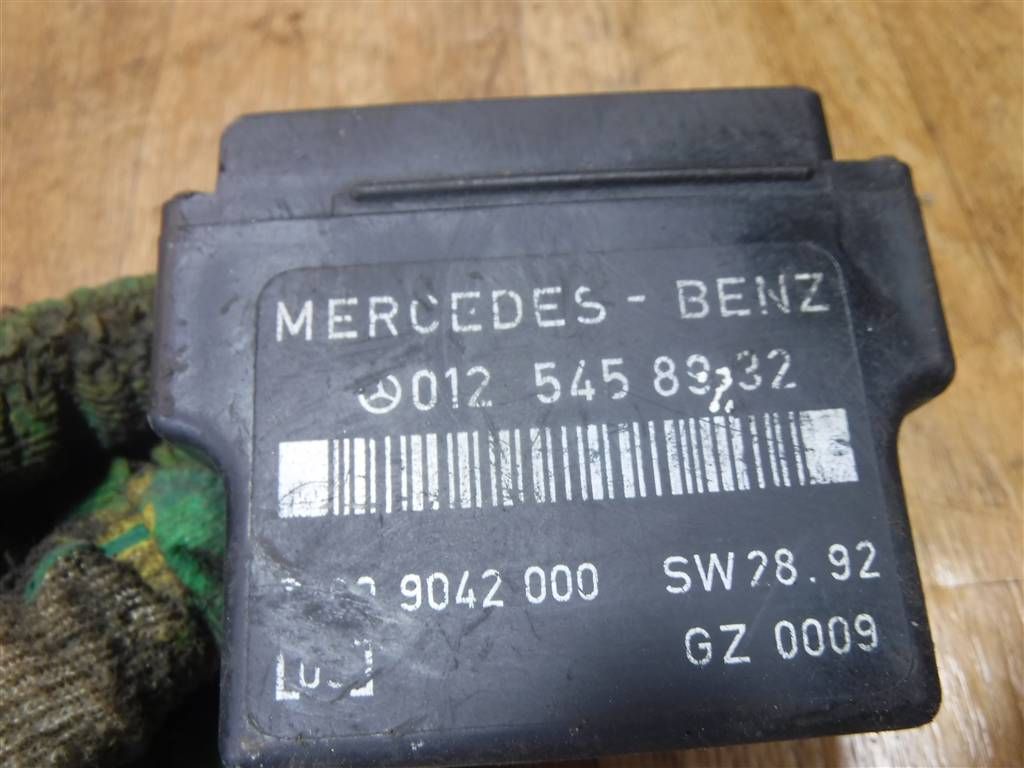 MERCEDES - BENZ
012 545 89 32
9042 000 SW 28.92
GZ 0009